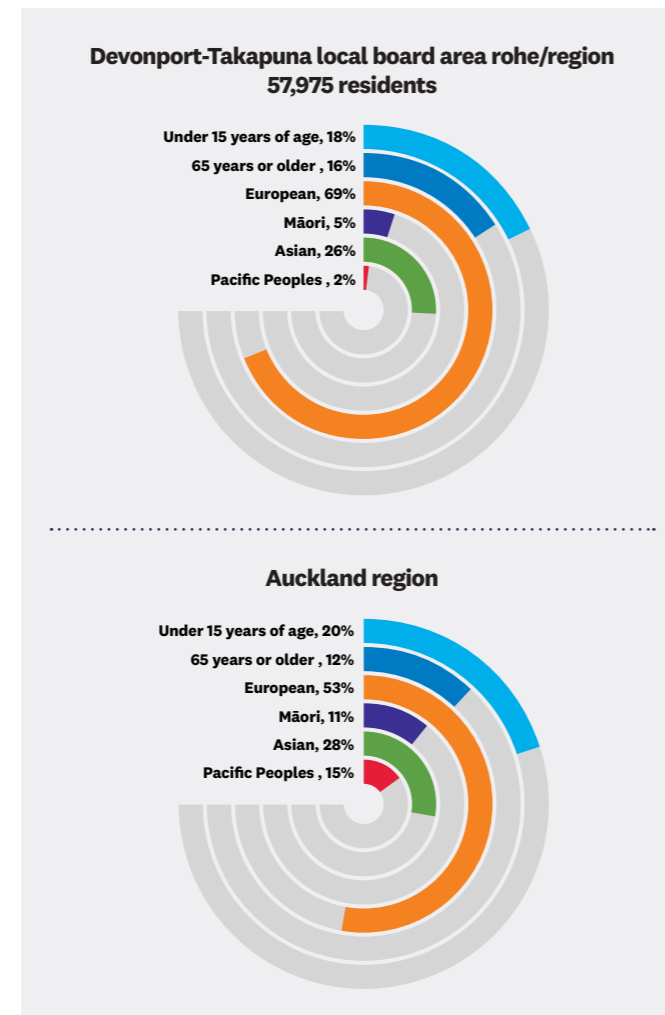 Devonport-Takapuna local board area rohe/region
57,975 residents
Under 15 years of age, 18%
65 years or older , 16%
European, 69%
Māori, 5%
Asian, 26%
Pacific Peoples , 2%
Auckland region
Under 15 years of age, 20%
65 years or older , 12%
European, 53%
Māori, 11%
Asian, 28%
Pacific Peoples , 15%